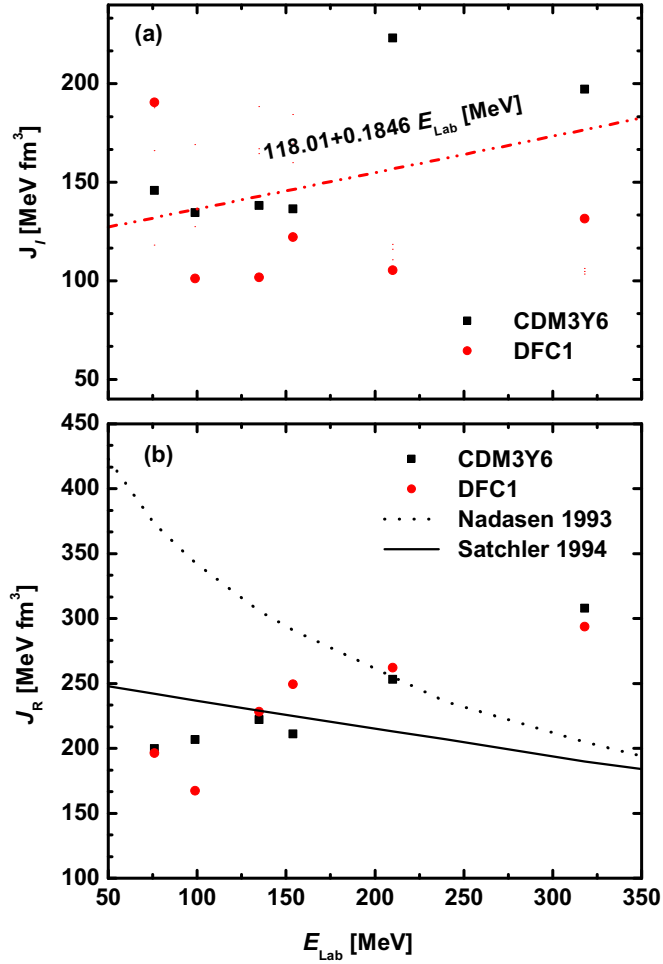 (a)
200
150
100
50
J_I [MeV fm^3]
118.01+0.1846 E_Lab [MeV]
CDM3Y6
DFC1
(b)
450
400
350
300
250
200
150
100
J_R [MeV fm^3]
CDM3Y6
DFC1
Nadasen 1993
Satchler 1994
50 100 150 200 250 300 350
E_Lab [MeV]